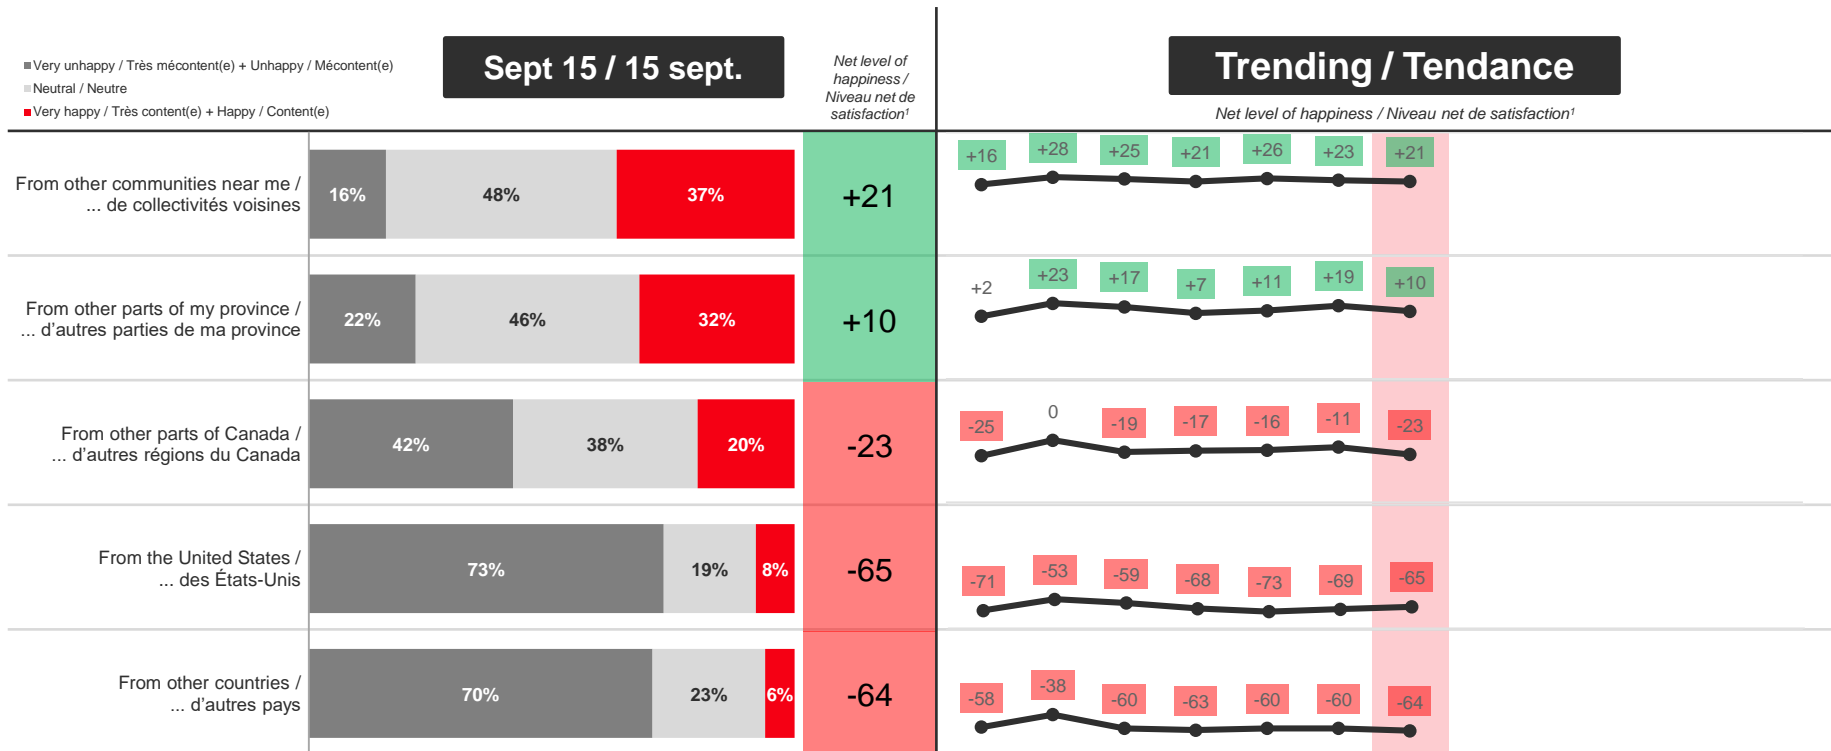 Very unhappy / Très mécontent(e) + Unhappy / Mécontent(e)
Neutral / Neutre
Very happy / Très content(e) + Happy / Content(e)
Sept 15 / 15 sept.
Net level of
happiness /
Niveau net de
satisfaction¹
Trending / Tendance
Net level of happiness / Niveau net de satisfaction¹
From other communities near me /
... de collectivités voisines
16% 48% 37%
+21
+16 +28 +25 +21 +26 +23 +21
From other parts of my province /
... d'autres parties de ma province
22% 46% 32%
+10
+2 +23 +17 +7 +11 +19 +10
From other parts of Canada /
... d'autres régions du Canada
42% 38% 20%
-23
-25 0 -19 -17 -16 -11 -23
From the United States /
... des États-Unis
73% 19% 8%
-65
-71 -53 -59 -68 -73 -69 -65
From other countries /
... d'autres pays
70% 23% 6%
-64
-58 -38 -60 -63 -60 -60 -64